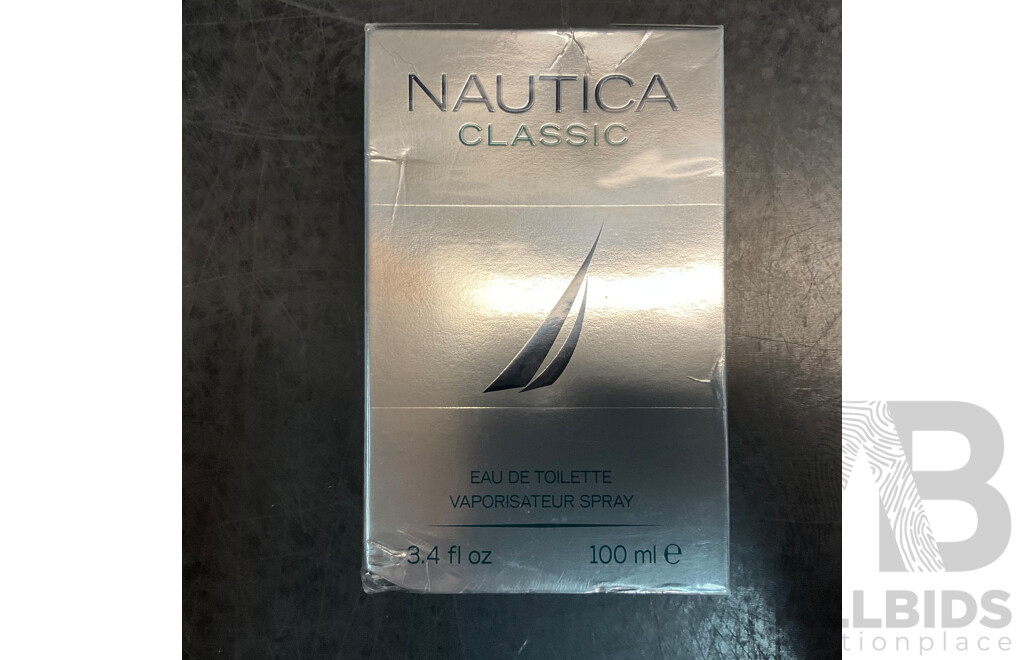 NAUTICA
CLASSIC
EAU DE TOILETTE
VAPORISATEUR SPRAY
3.4 fl oz 100 ml ℮